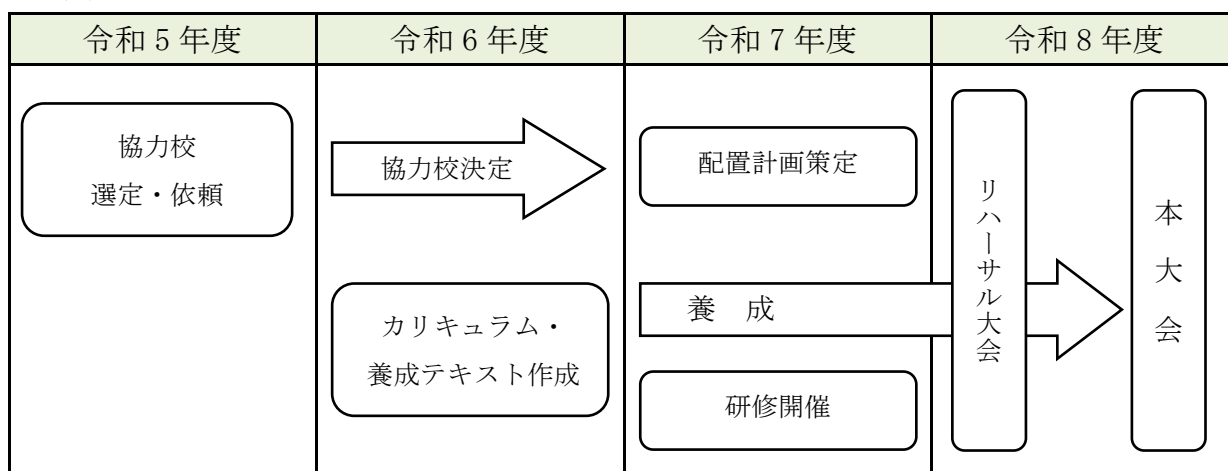 令和5年度
令和6年度
令和7年度
令和8年度
協力校
選定・依頼
協力校決定
カリキュラム・
養成テキスト作成
配置計画策定
養　成
研修開催
リハーサル大会
本大会